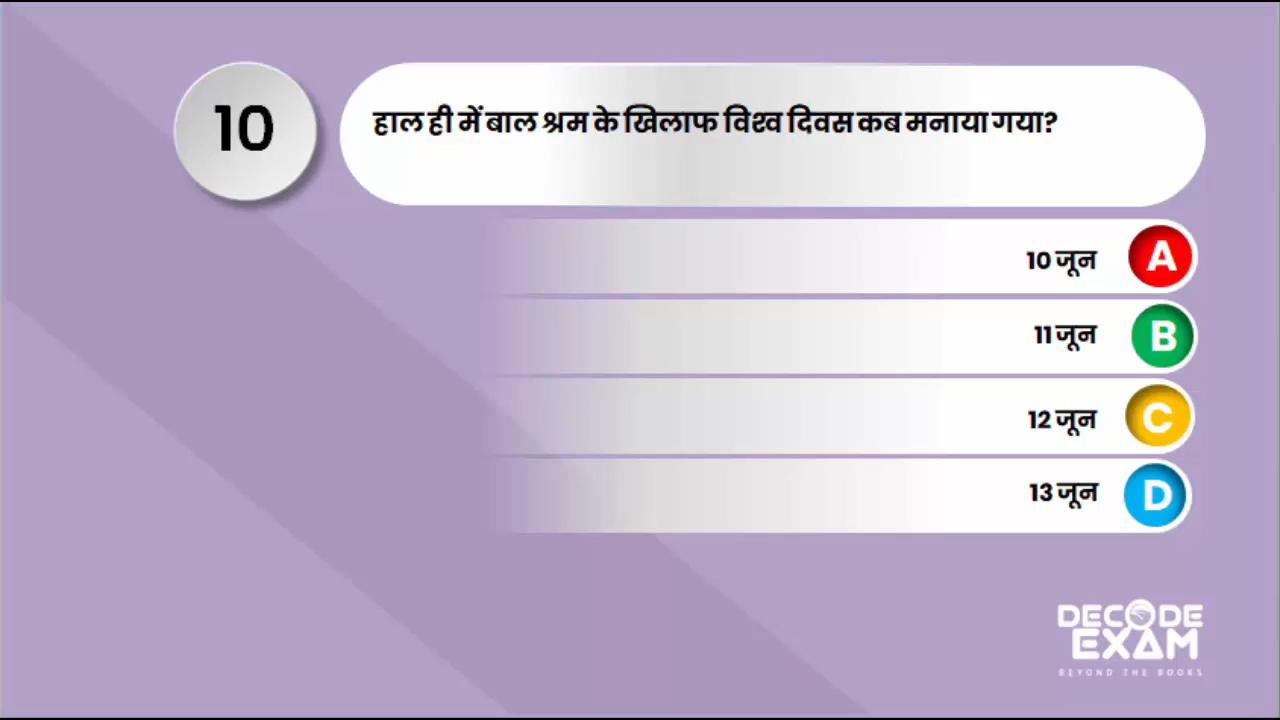 10
हाल ही में बाल श्रम के खिलाफ विश्व दिवस कब मनाया गया?
10 जून A
11 जून B
12 जून C
13 जून D
DECODE
EXAM
BEYOND THE BOOKS